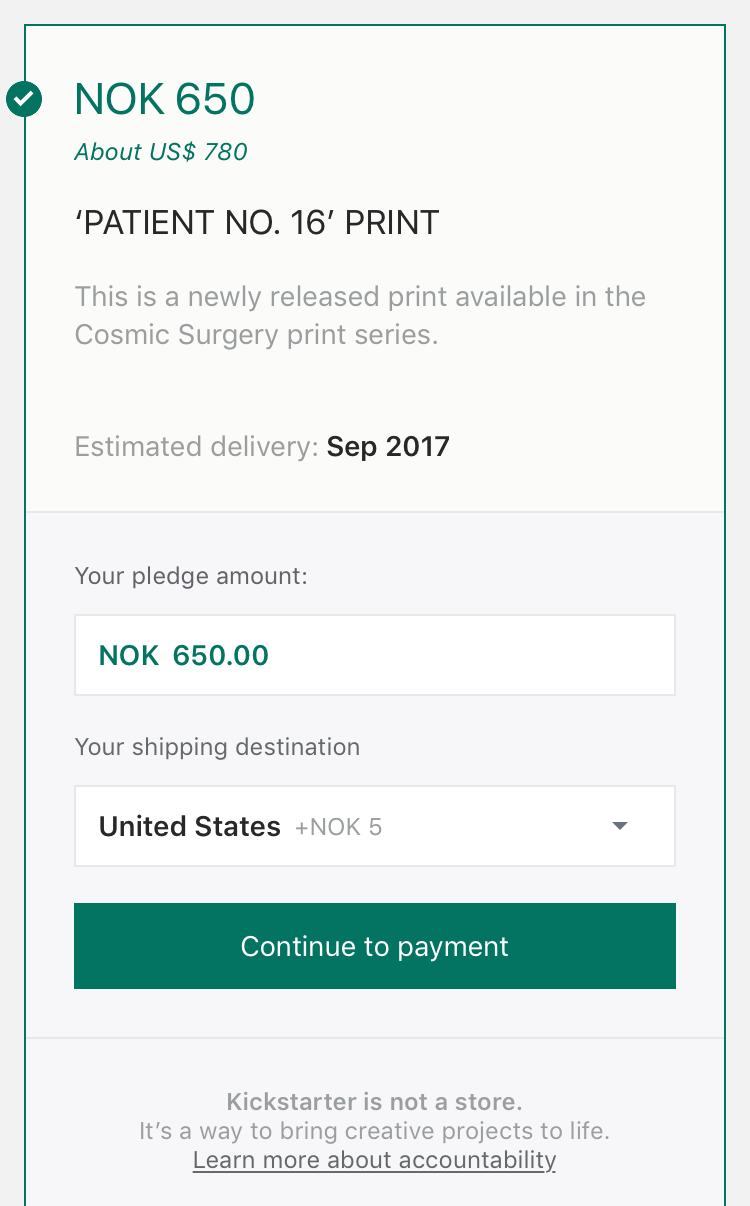 NOK 650
About US$ 780
‘PATIENT NO. 16’ PRINT
This is a newly released print available in the
Cosmic Surgery print series.
Estimated delivery: Sep 2017
Your pledge amount:
NOK 650.00
Your shipping destination
United States +NOK 5
Continue to payment
Kickstarter is not a store.
It’s a way to bring creative projects to life.
Learn more about accountability